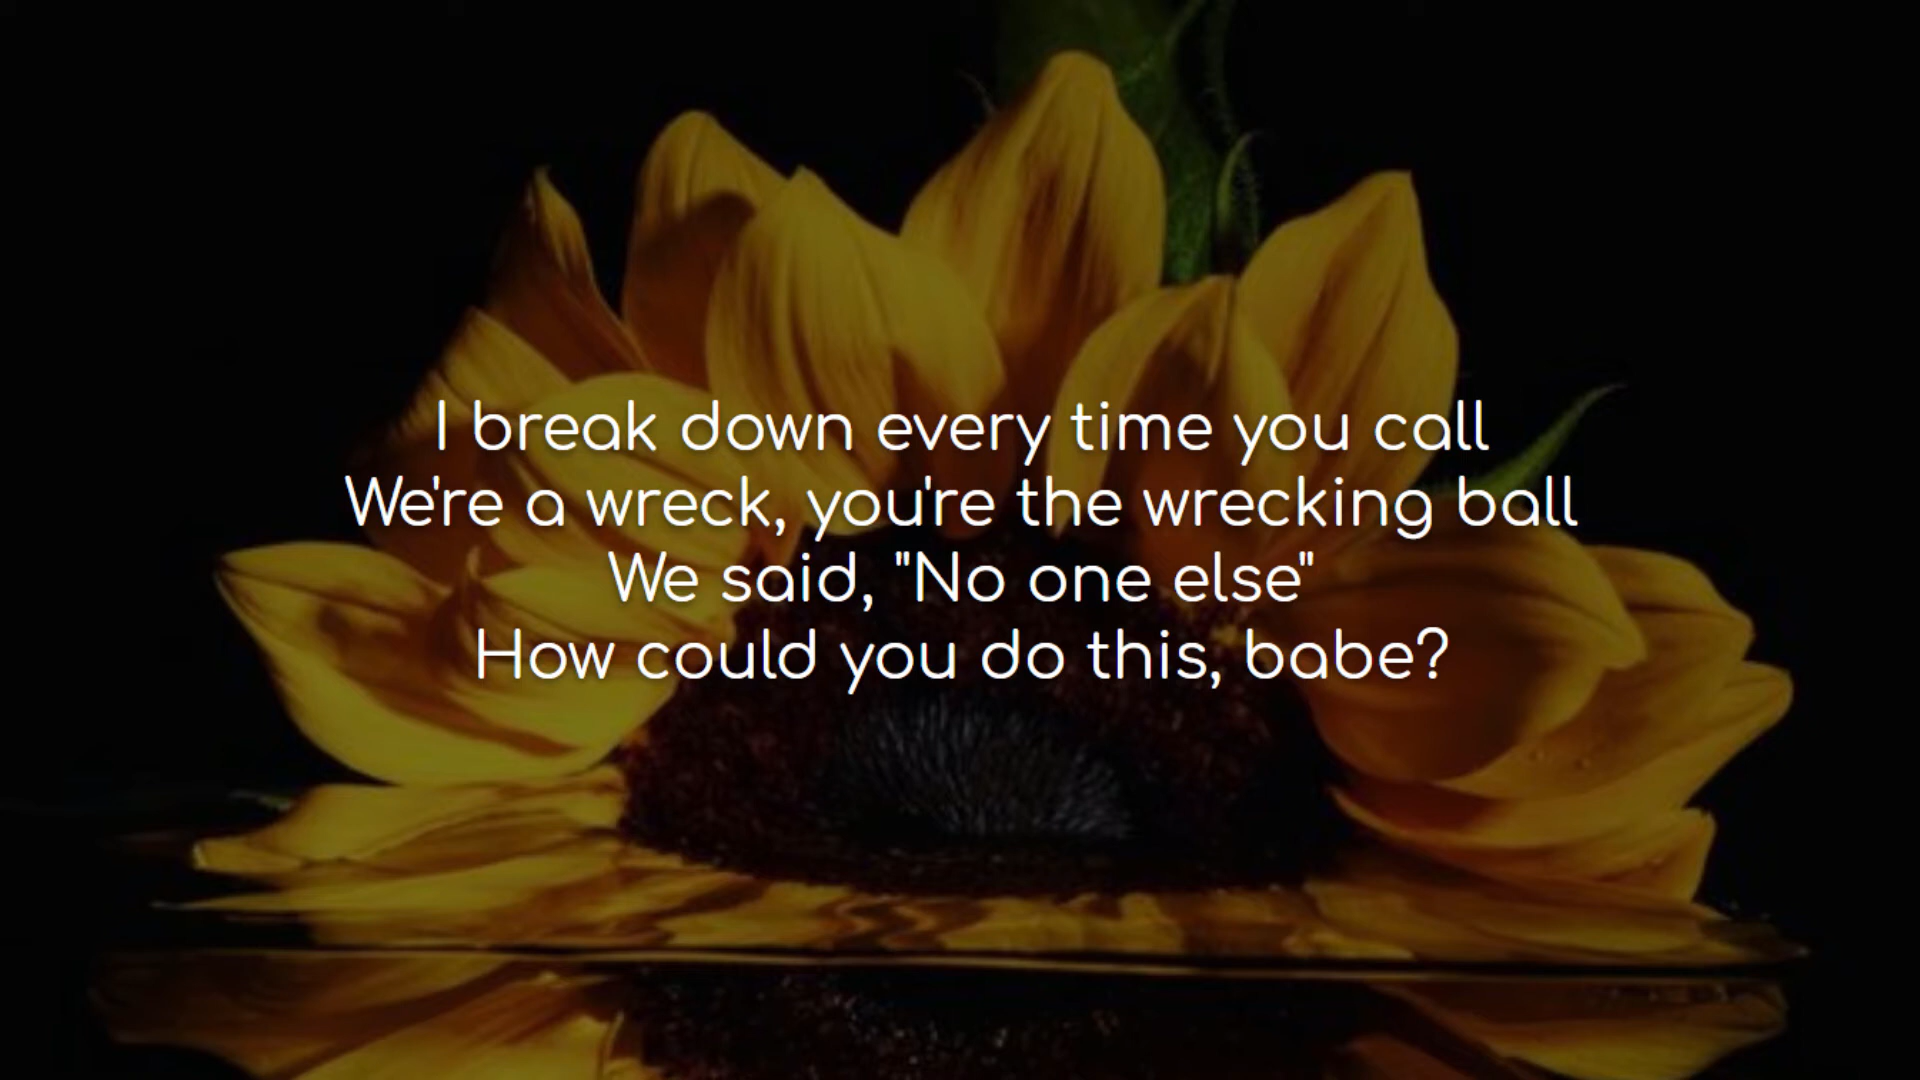 I break down every time you call
We're a wreck, you're the wrecking ball
We said, "No one else"
How could you do this, babe?